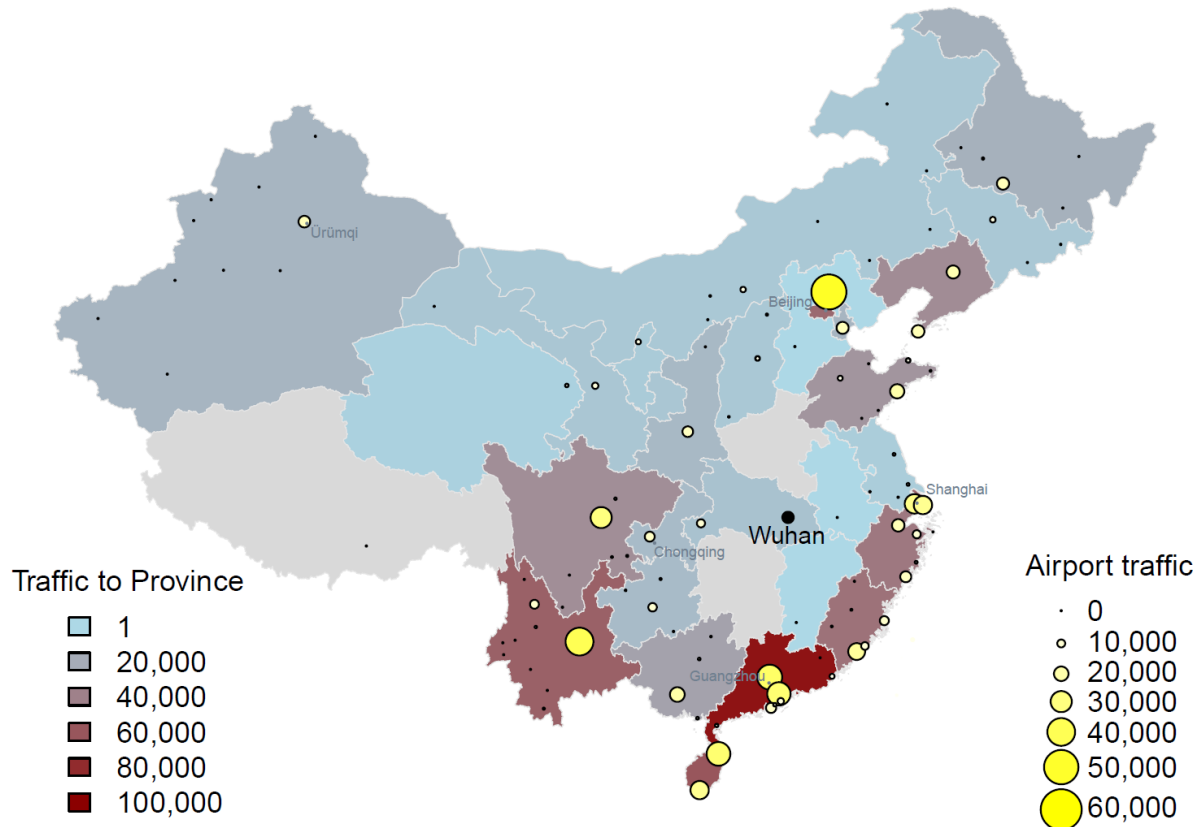 Ürümqi
Beijing
Shanghai
Wuhan
Chongqing
Guangzhou
Traffic to Province
1
20,000
40,000
60,000
80,000
100,000
Airport traffic
0
10,000
20,000
30,000
40,000
50,000
60,000